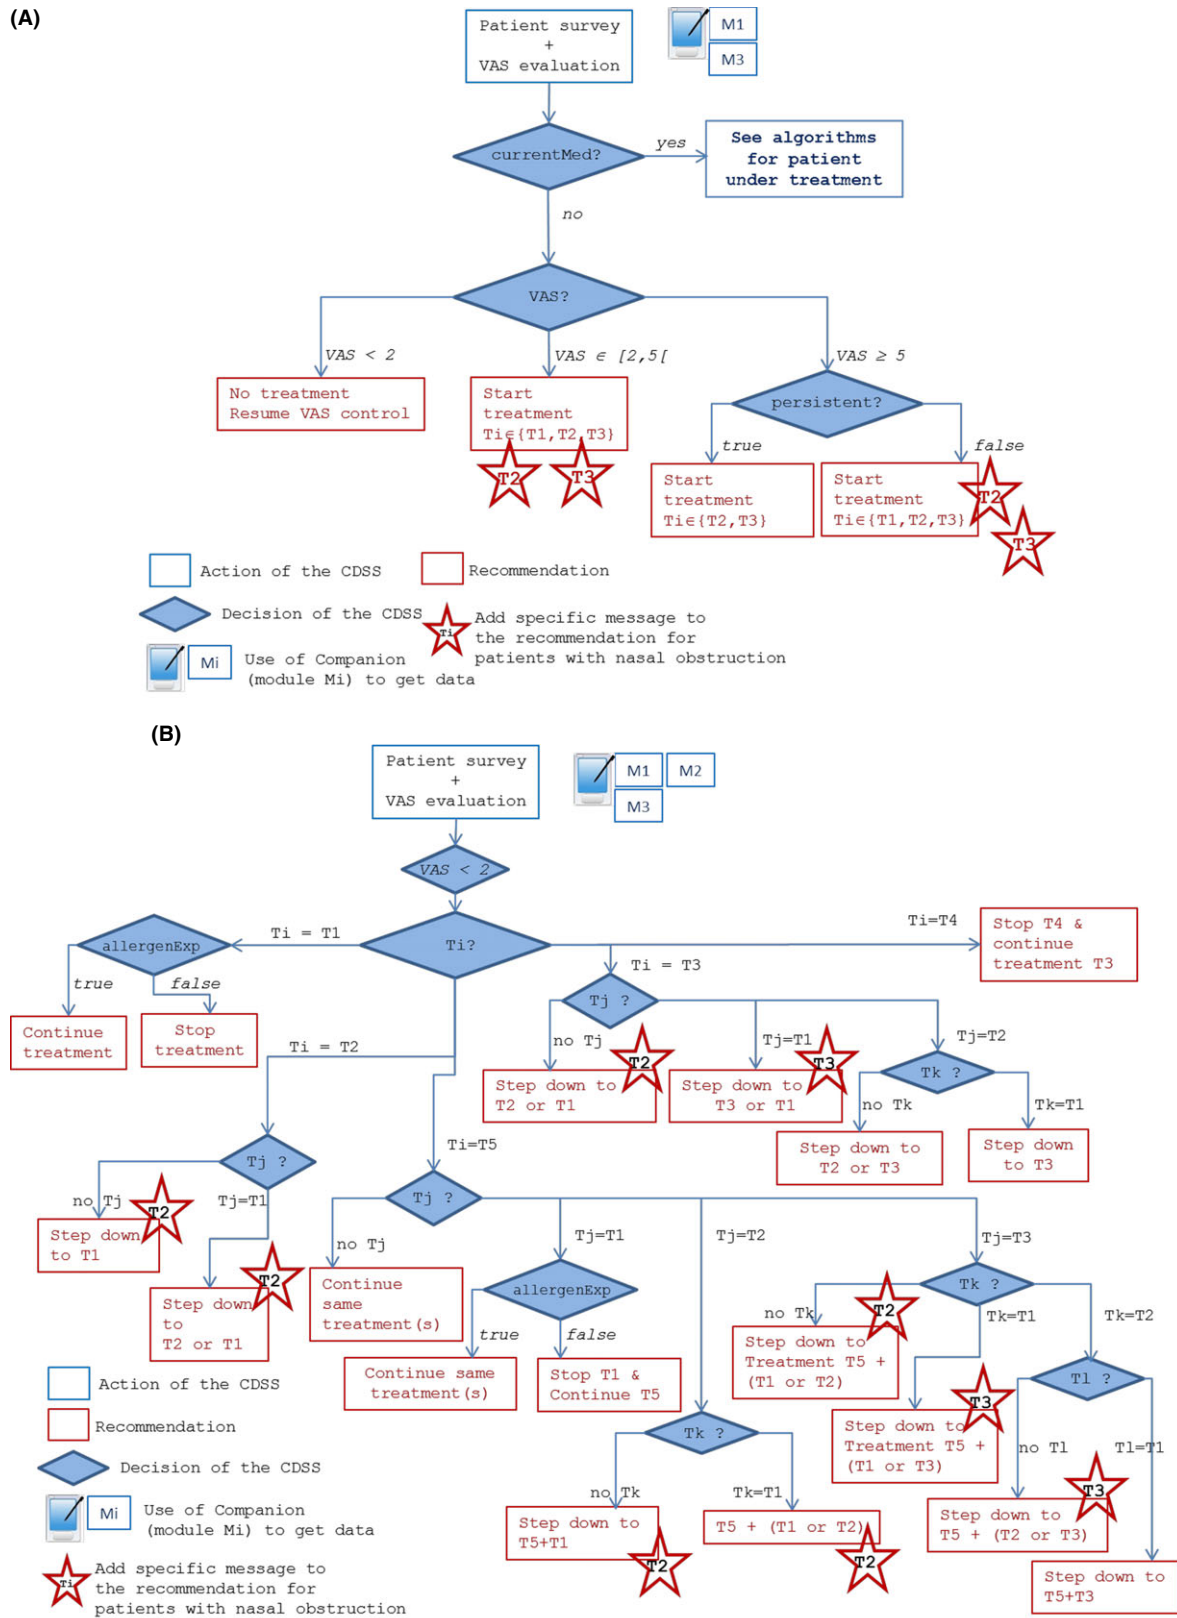 (A)
Patient survey
+
VAS evaluation
M1
M3
currentMed?
yes
See algorithms
for patient
under treatment
no
VAS?
VAS < 2
VAS ∈ [2,5[
VAS ≥ 5
No treatment
Resume VAS control
Start
treatment
Ti∈{T1,T2,T3}
T2
T3
persistent?
true
false
Start
treatment
Ti∈{T2,T3}
Start
treatment
Ti∈{T1,T2,T3}
T2
T3
Action of the CDSS
Recommendation
Decision of the CDSS
Ti
Add specific message to
the recommendation for
patients with nasal obstruction
Mi
Use of Companion
(module Mi) to get data
(B)
Patient survey
+
VAS evaluation
M1
M2
M3
VAS < 2
Ti?
Ti = T1
allergenExp
true
false
Continue
treatment
Stop
treatment
Ti=T4
Stop T4 &
continue
treatment T3
Ti = T3
Tj ?
no Tj
Tj=T1
Tj=T2
T2
Step down to
T2 or T1
T3
Step down to
T3 or T1
Tk ?
no Tk
Tk=T1
Step down to
T2 or T3
Step down
to T3
Ti = T2
Tj ?
no Tj
Tj=T1
T2
Step down
to T1
T2
Step down
to
T2 or T1
Ti=T5
Tj ?
no Tj
Tj=T1
Tj=T2
Tj=T3
Continue
same
treatment(s)
allergenExp
true
false
Continue same
treatment(s)
Stop T1 &
Continue T5
Tk ?
no Tk
Tk=T1
Step down to
T5+T1
T2
T5 + (T1 or T2)
T2
Tk ?
no Tk
Tk=T1
Tk=T2
T2
Step down to
Treatment T5 +
(T1 or T2)
T3
Step down to
Treatment T5 +
(T1 or T3)
Tl ?
no Tl
Tl=T1
T3
Step down to
T5 + (T2 or T3)
Step down to
T5+T3
Action of the CDSS
Recommendation
Decision of the CDSS
Mi
Use of Companion
(module Mi) to get data
Ti
Add specific message to
the recommendation for
patients with nasal obstruction